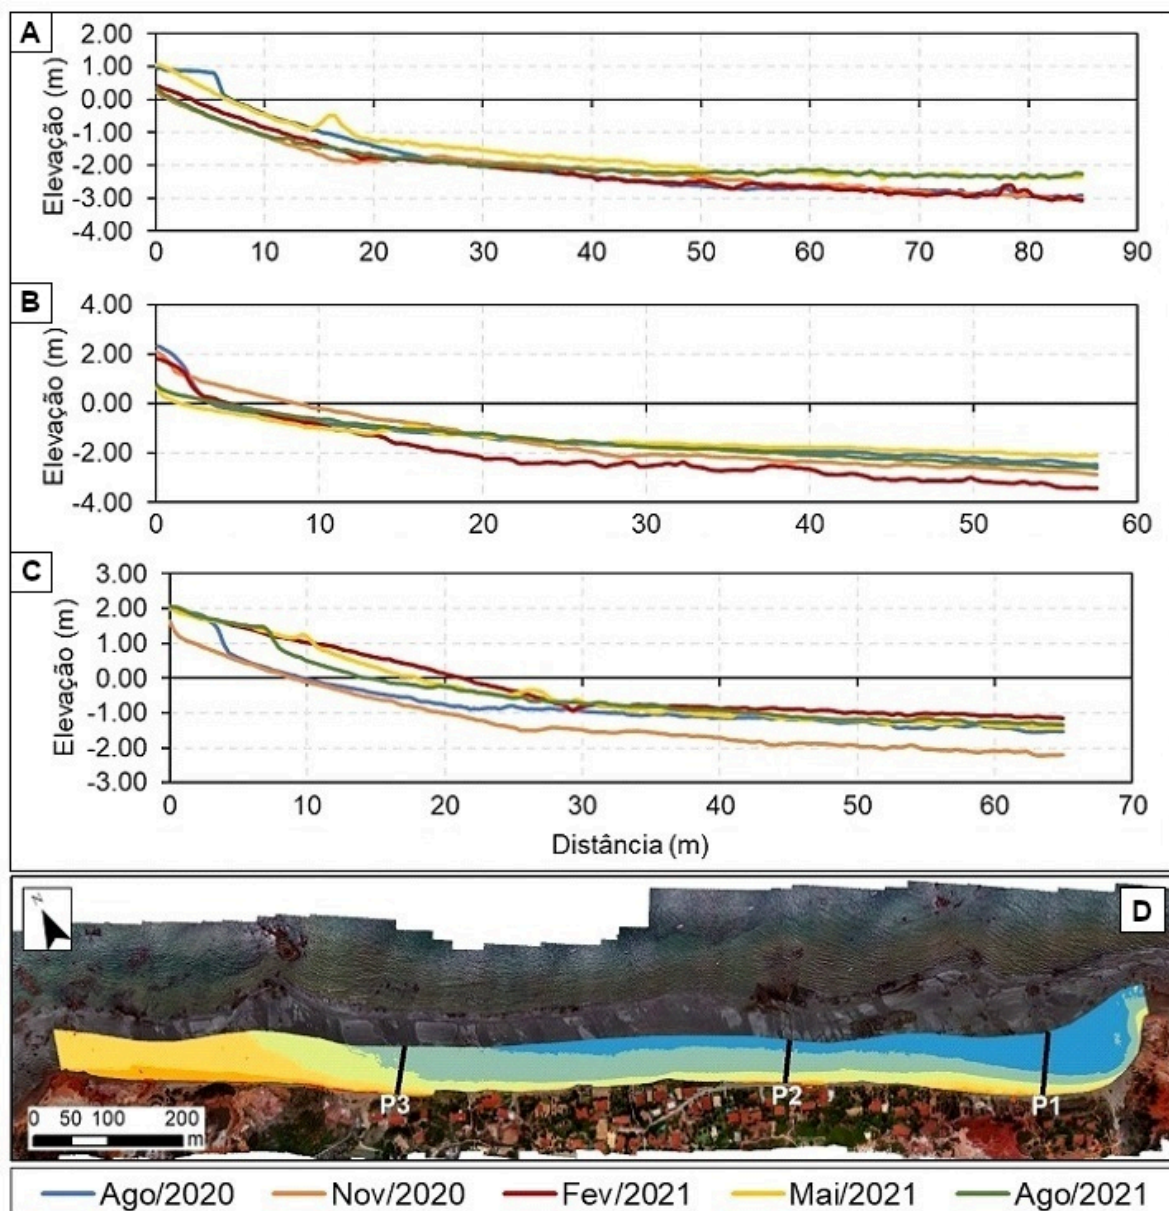 A
Elevação (m)
2.00
1.00
0.00
-1.00
-2.00
-3.00
-4.00
0 10 20 30 40 50 60 70 80 90
B
Elevação (m)
4.00
2.00
0.00
-2.00
-4.00
0 10 20 30 40 50 60
C
Elevação (m)
3.00
2.00
1.00
0.00
-1.00
-2.00
-3.00
0 10 20 30 40 50 60 70
Distância (m)
N
D
P3 P2 P1
0 50 100 200
m
Ago/2020 Nov/2020 Fev/2021 Mai/2021 Ago/2021